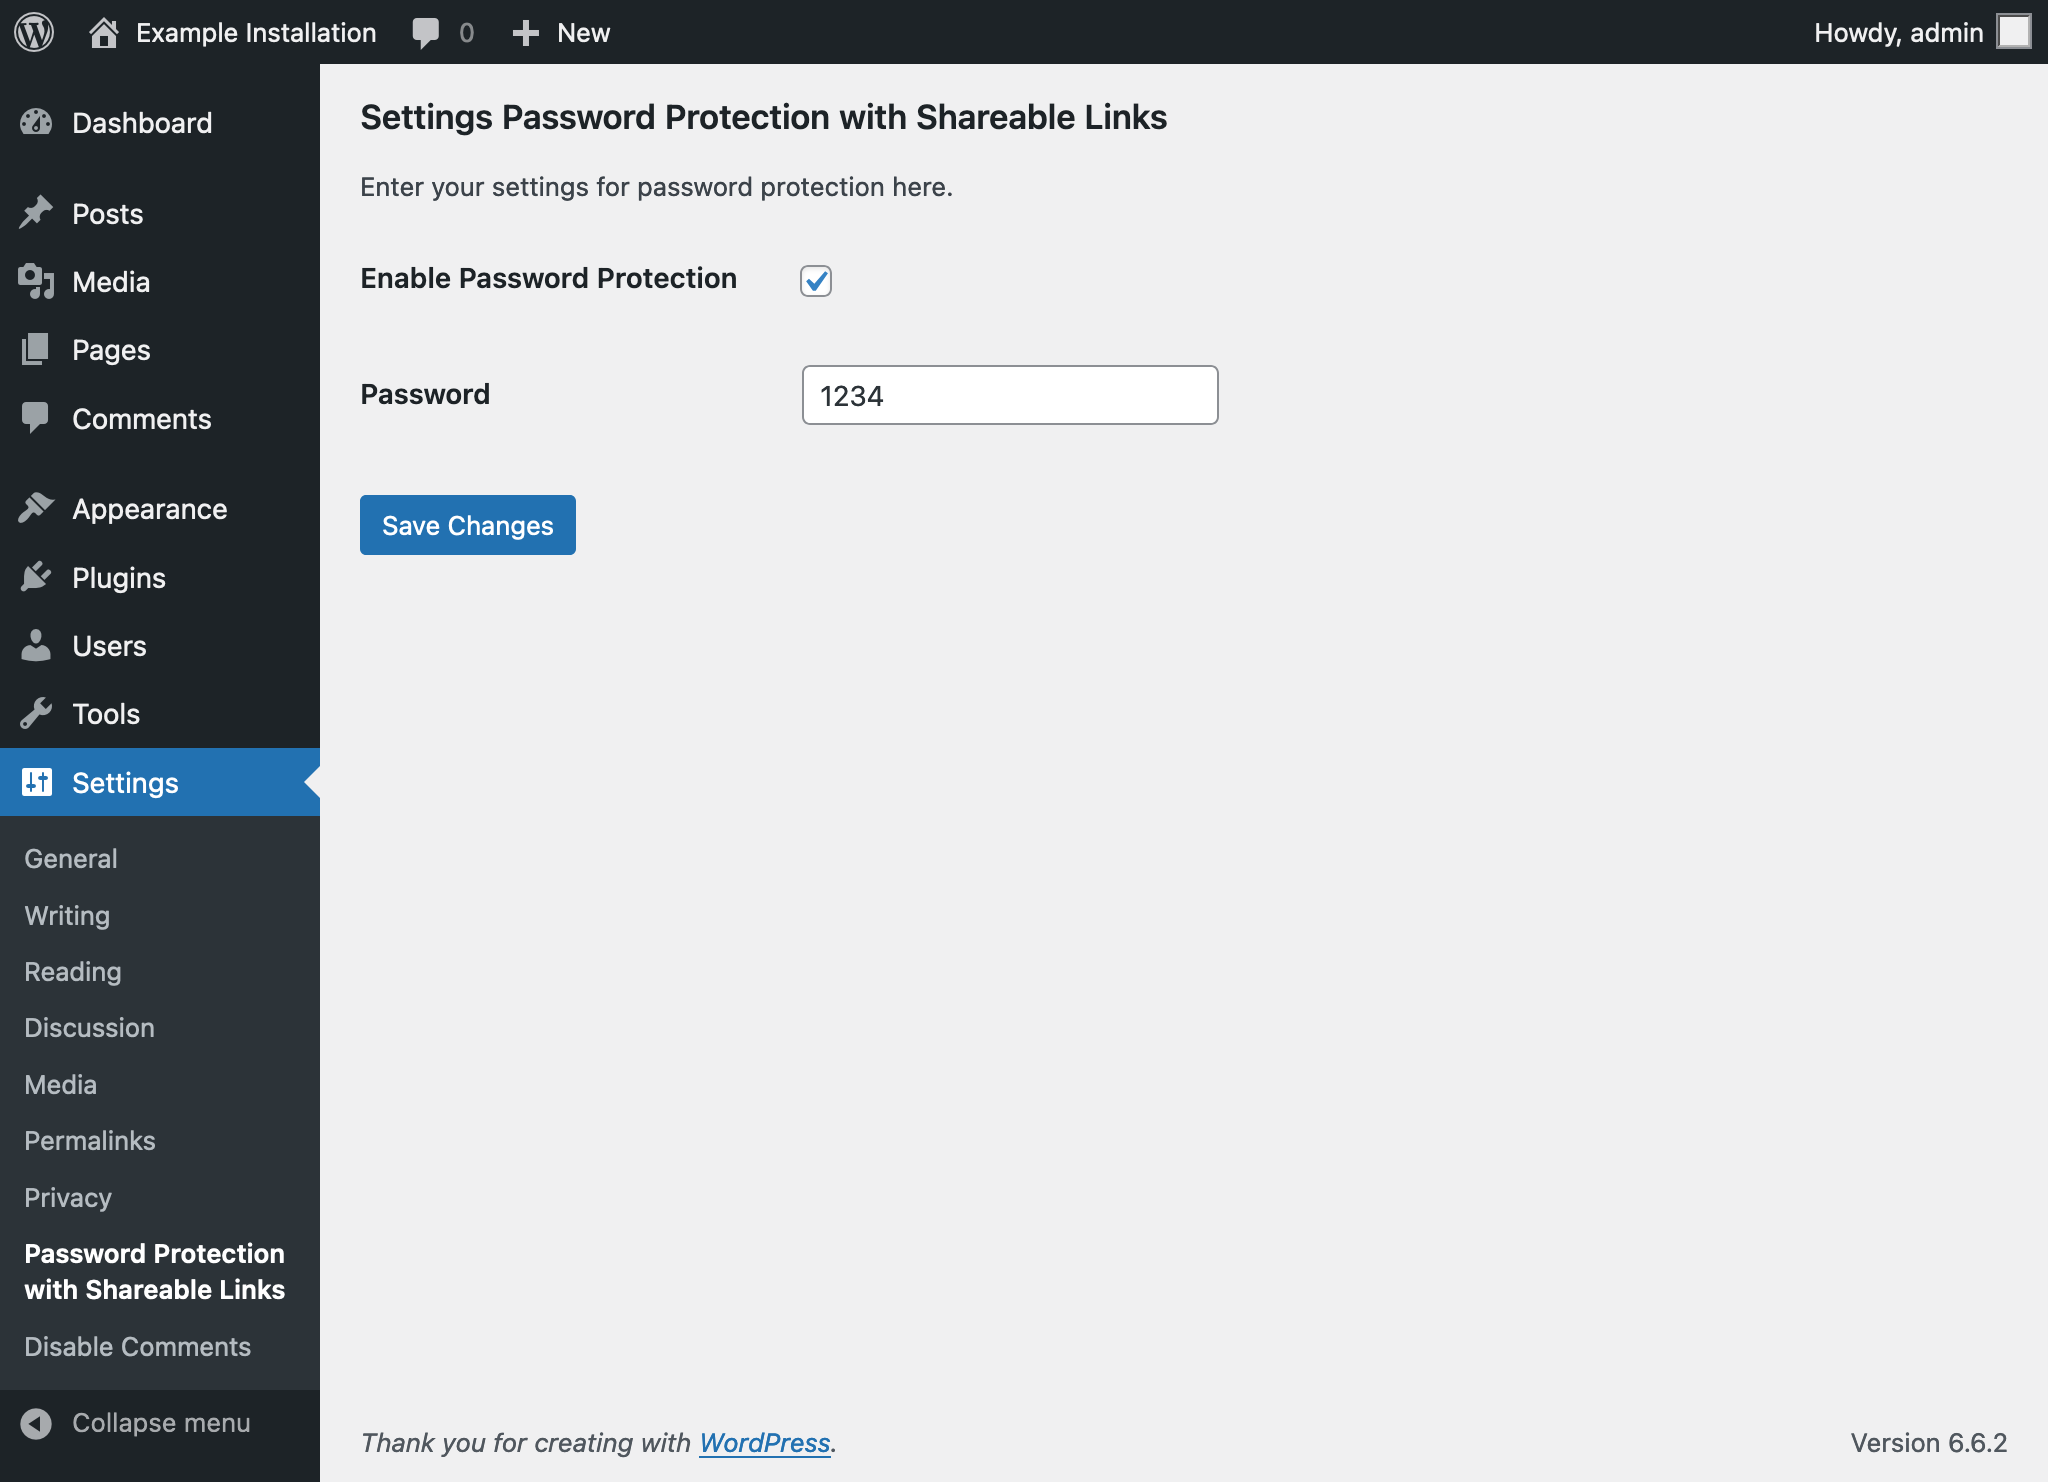 Example Installation 0 New Howdy, admin
Dashboard
Posts
Media
Pages
Comments
Appearance
Plugins
Users
Tools
Settings
General
Writing
Reading
Discussion
Media
Permalinks
Privacy
Password Protection
with Shareable Links
Disable Comments
Collapse menu
Settings Password Protection with Shareable Links
Enter your settings for password protection here.
Enable Password Protection
Password 1234
Save Changes
Thank you for creating with WordPress. Version 6.6.2